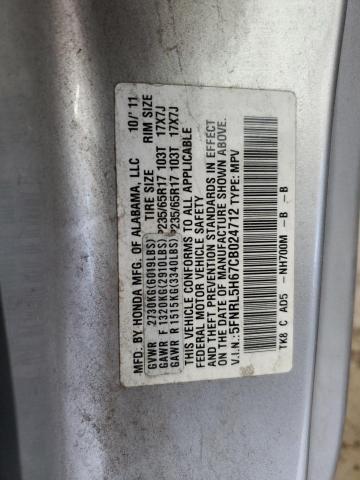 MFD. BY HONDA MFG. OF ALABAMA, LLC 10/ 11
GVWR 2730KG(6019LBS) TIRE SIZE RIM SIZE
GAWR F 1320KG(2910LBS) P235/65R17 103T 17X7J
GAWR R 1515KG(3340LBS) P235/65R17 103T 17X7J
THIS VEHICLE CONFORMS TO ALL APPLICABLE
FEDERAL MOTOR VEHICLE SAFETY
AND THEFT PREVENTION STANDARDS IN EFFECT
ON THE DATE OF MANUFACTURE SHOWN ABOVE.
V.I.N.: 5FNRL5H67CB024712 TYPE: MPV
TK8 C AD5 - NH700M - B - B